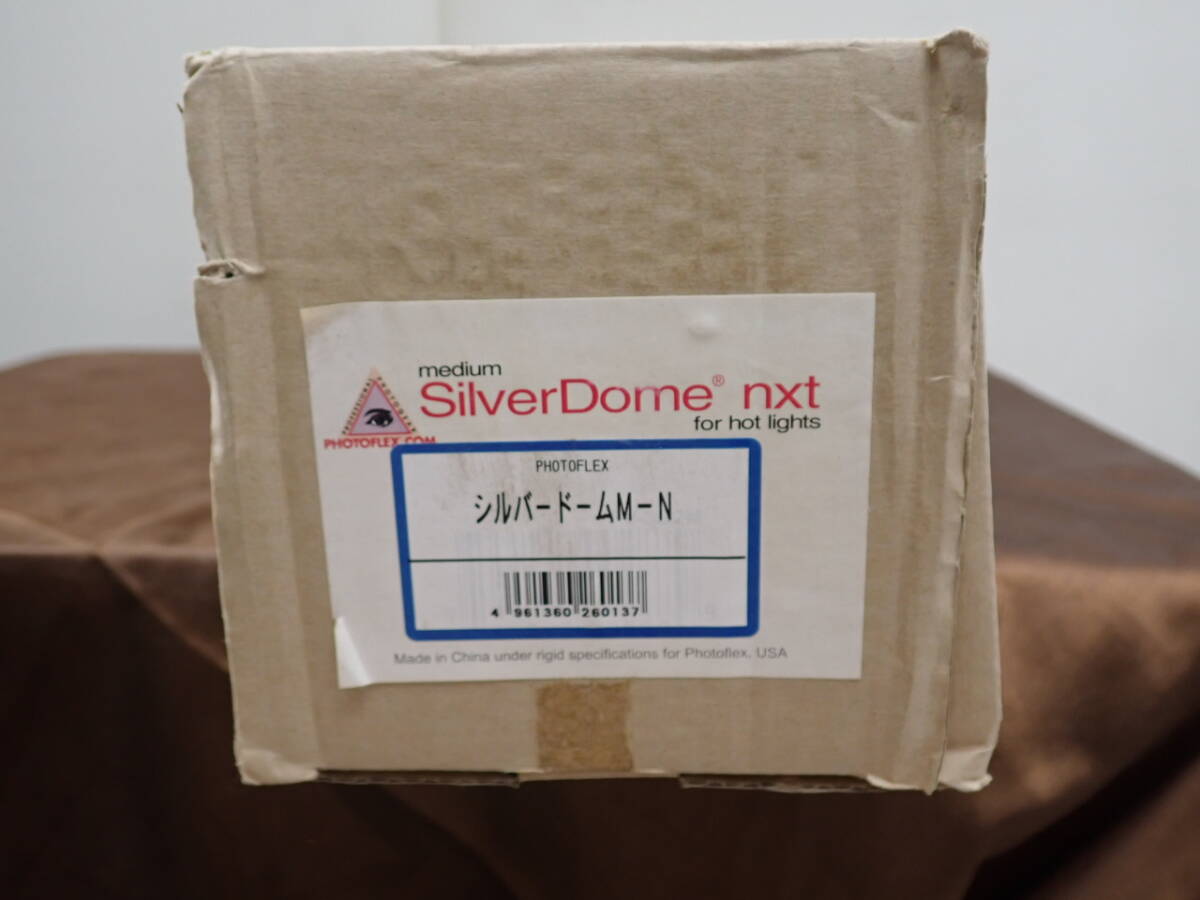 medium
SilverDome® nxt
for hot lights
PHOTOFLEX.COM
PHOTOFLEX
シルバードームM-N
4 961360 260137
Made in China under rigid specifications for Photoflex, USA